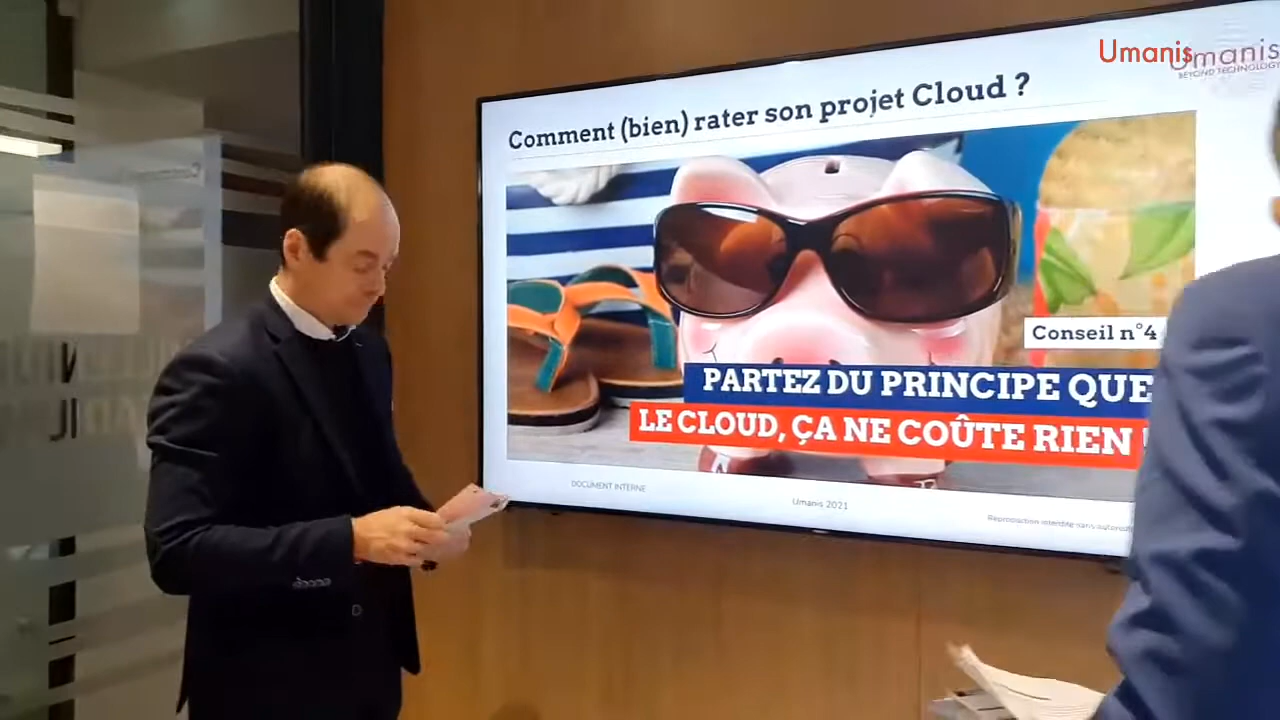 Umanis
Umanis
BEYOND TECHNOLOGY
Comment (bien) rater son projet Cloud ?
Conseil n°4
PARTEZ DU PRINCIPE QUE
LE CLOUD, ÇA NE COÛTE RIEN !
DOCUMENT INTERNE
Umanis 2021
Reproduction interdite sans